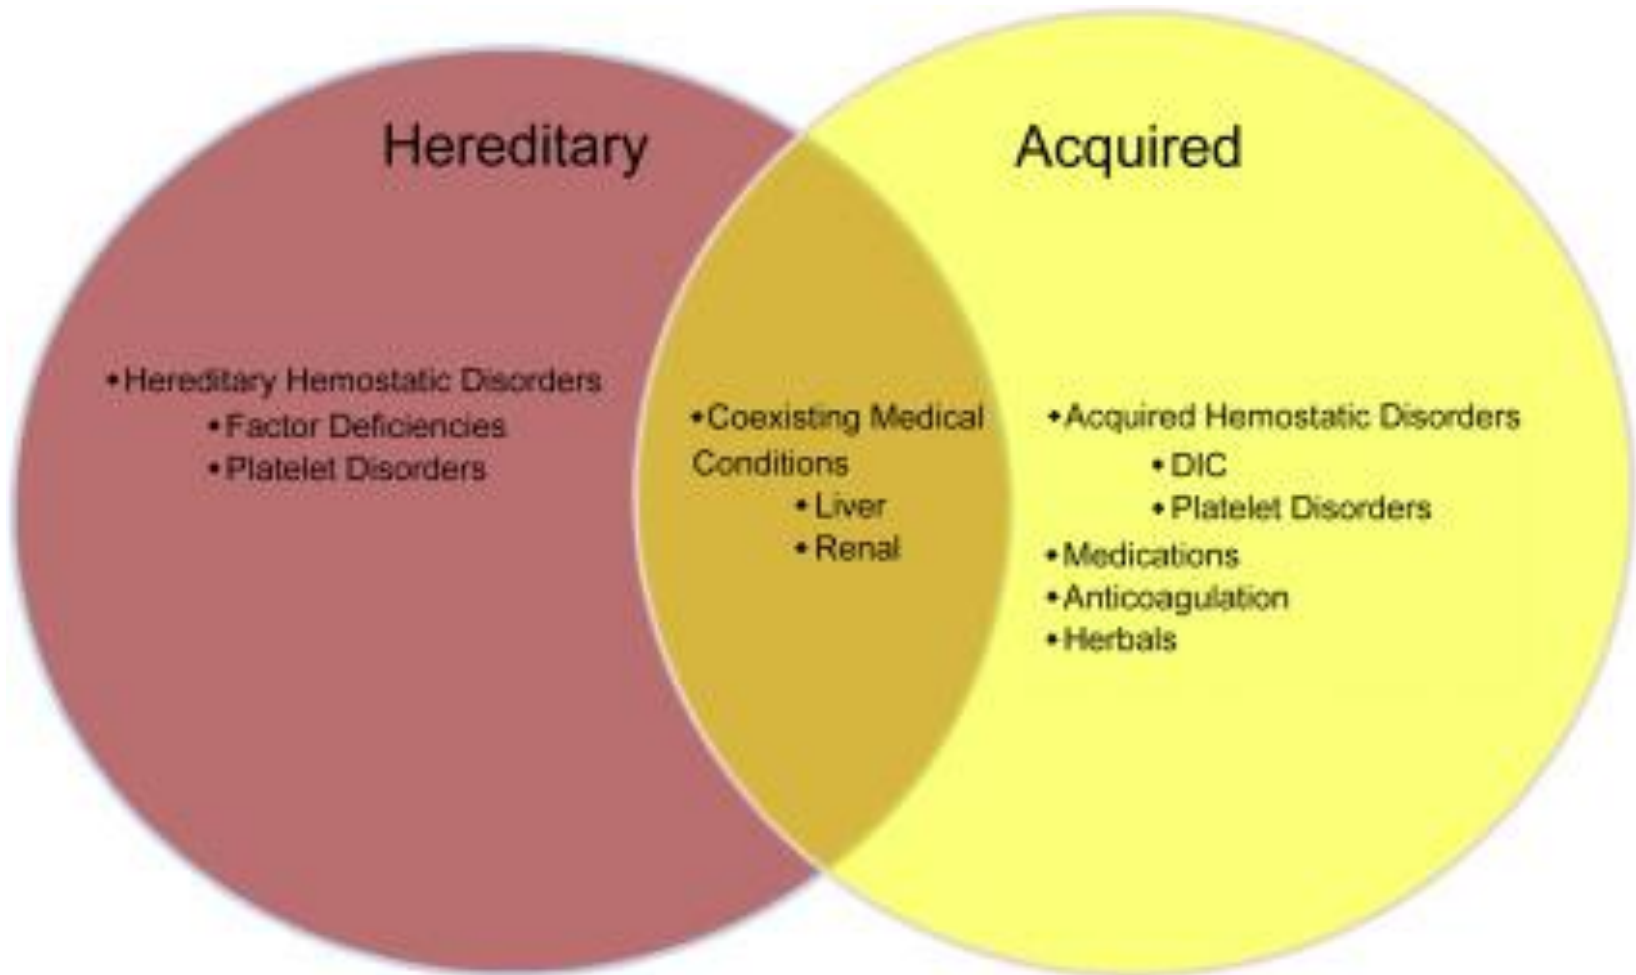 Hereditary
Acquired
•Hereditary Hemostatic Disorders
•Factor Deficiencies
•Platelet Disorders
•Coexisting Medical
Conditions
•Liver
•Renal
•Acquired Hemostatic Disorders
•DIC
•Platelet Disorders
•Medications
•Anticoagulation
•Herbals